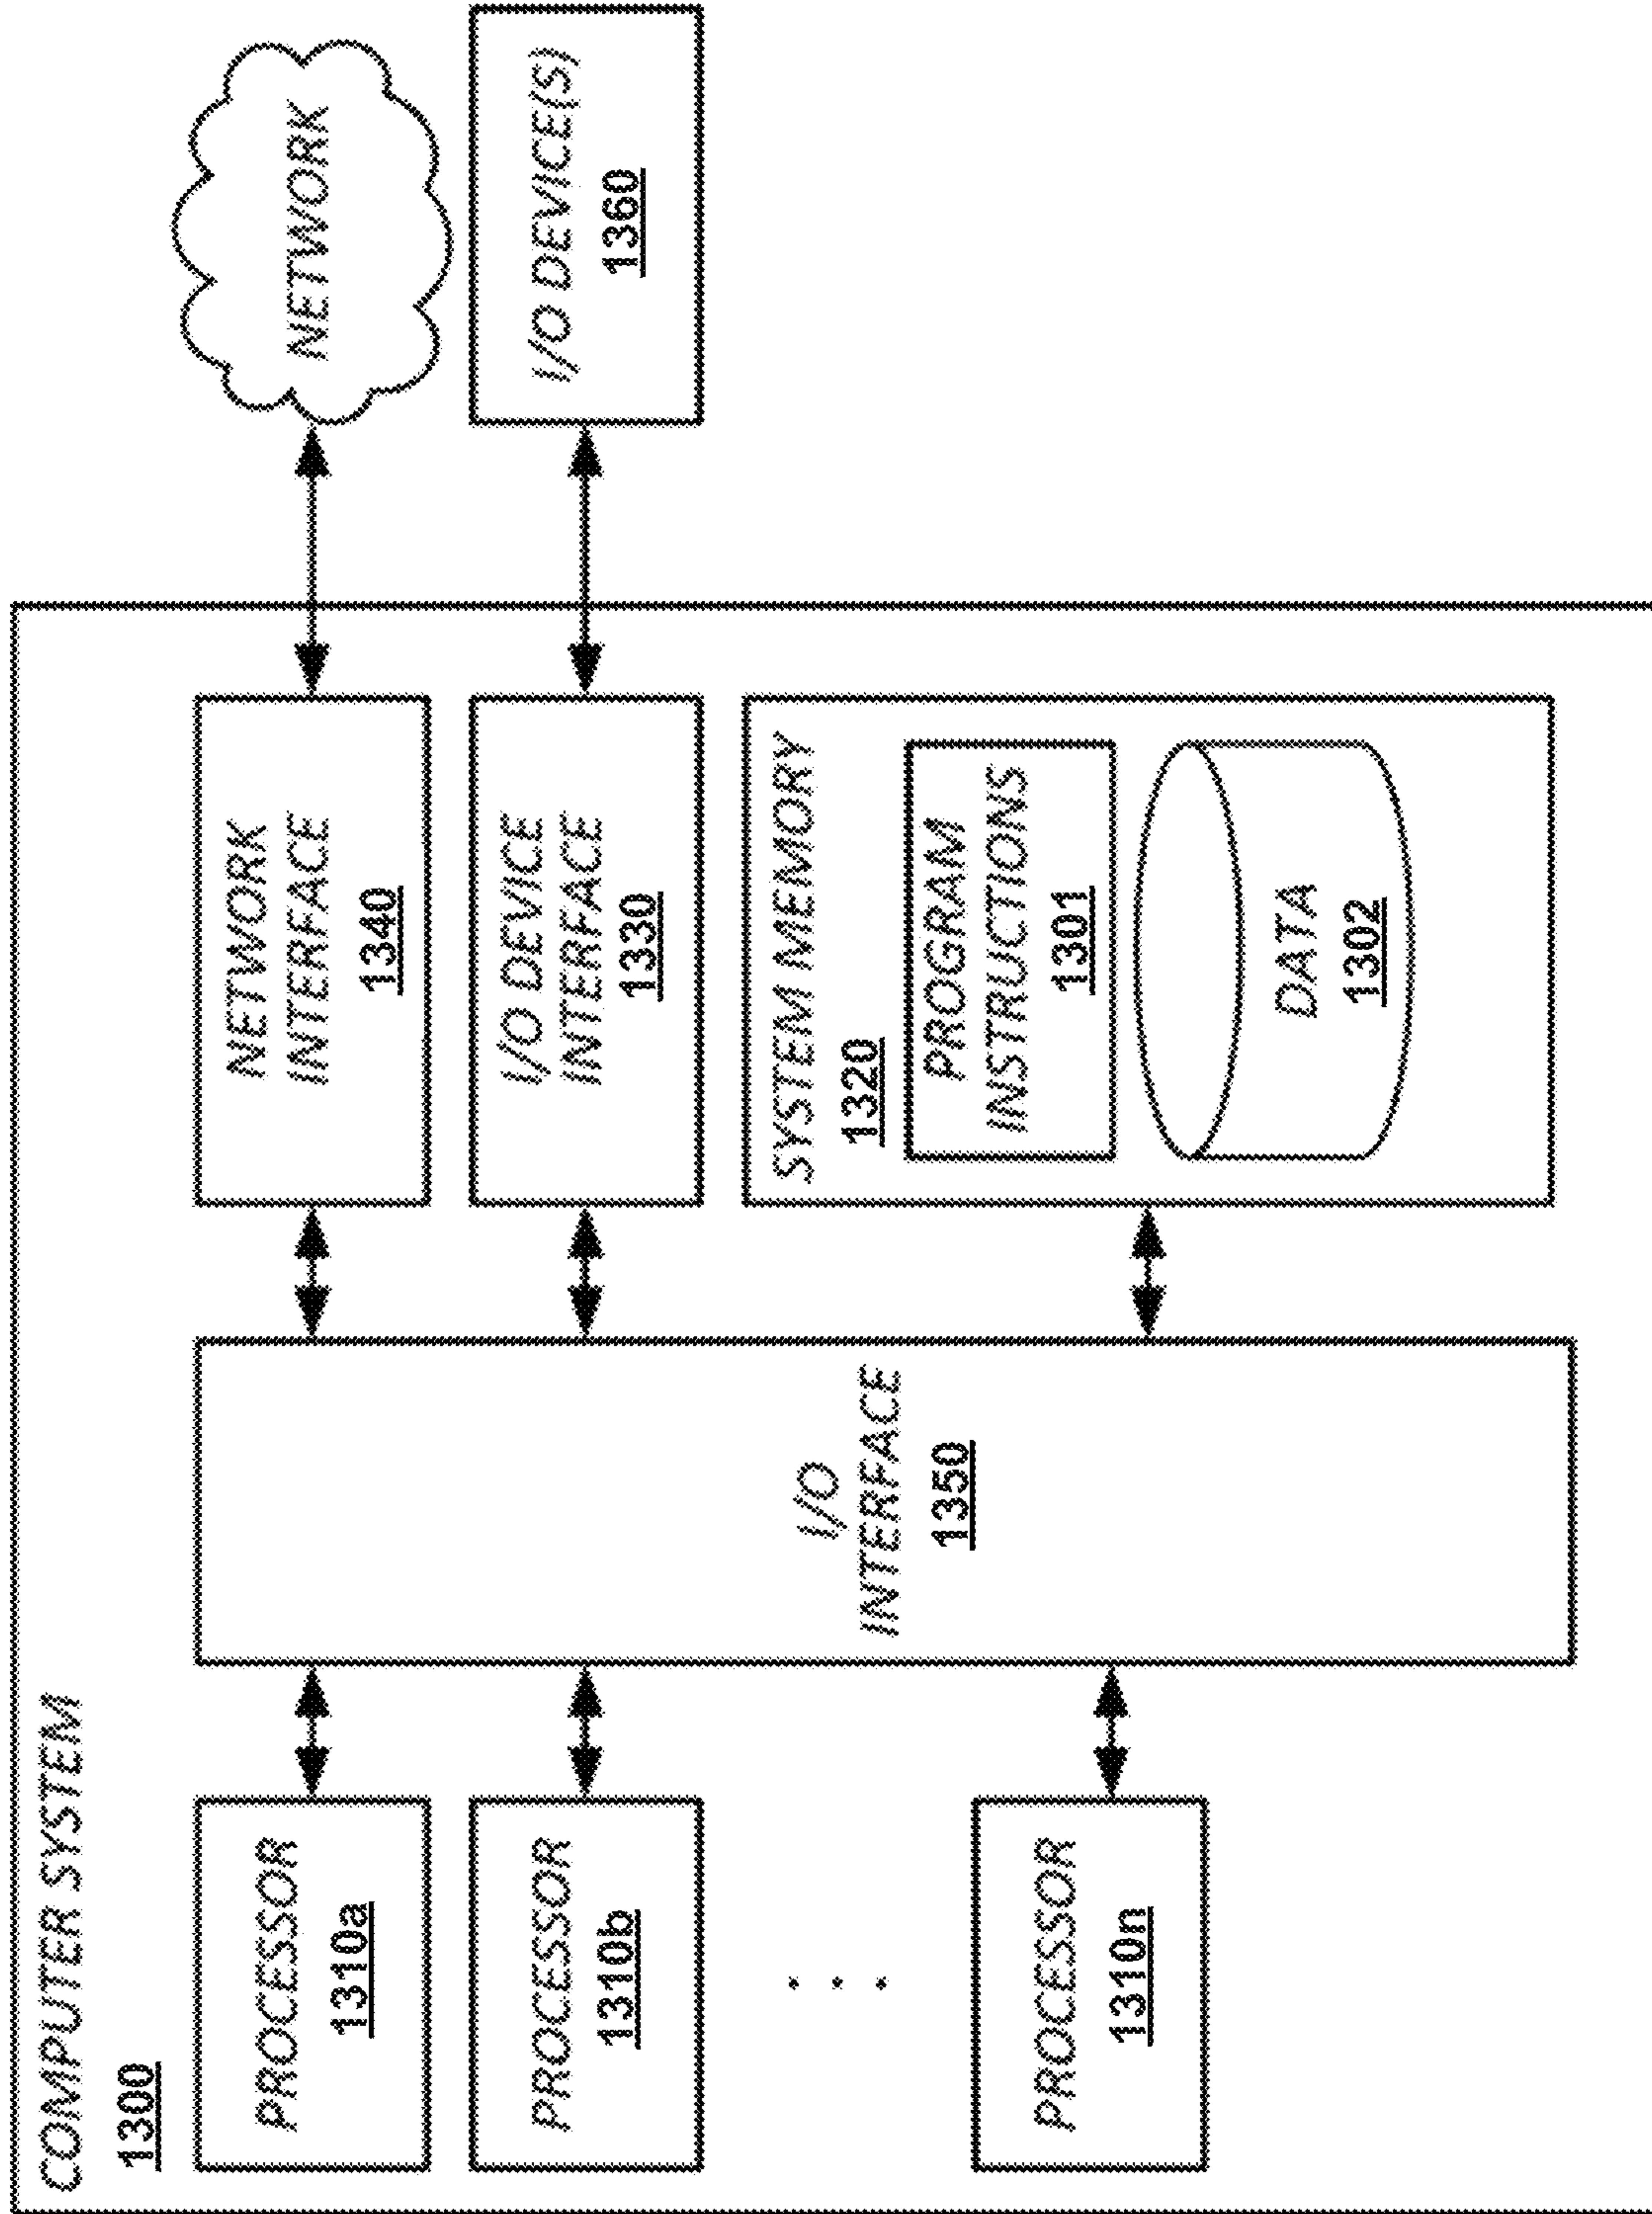 COMPUTER SYSTEM
1300
PROCESSOR
1310a
PROCESSOR
1310b
. . .
PROCESSOR
1310n
I/O
INTERFACE
1350
NETWORK
INTERFACE
1340
I/O DEVICE
INTERFACE
1330
SYSTEM MEMORY
1320
PROGRAM
INSTRUCTIONS
1301
DATA
1302
NETWORK
I/O DEVICE(S)
1360